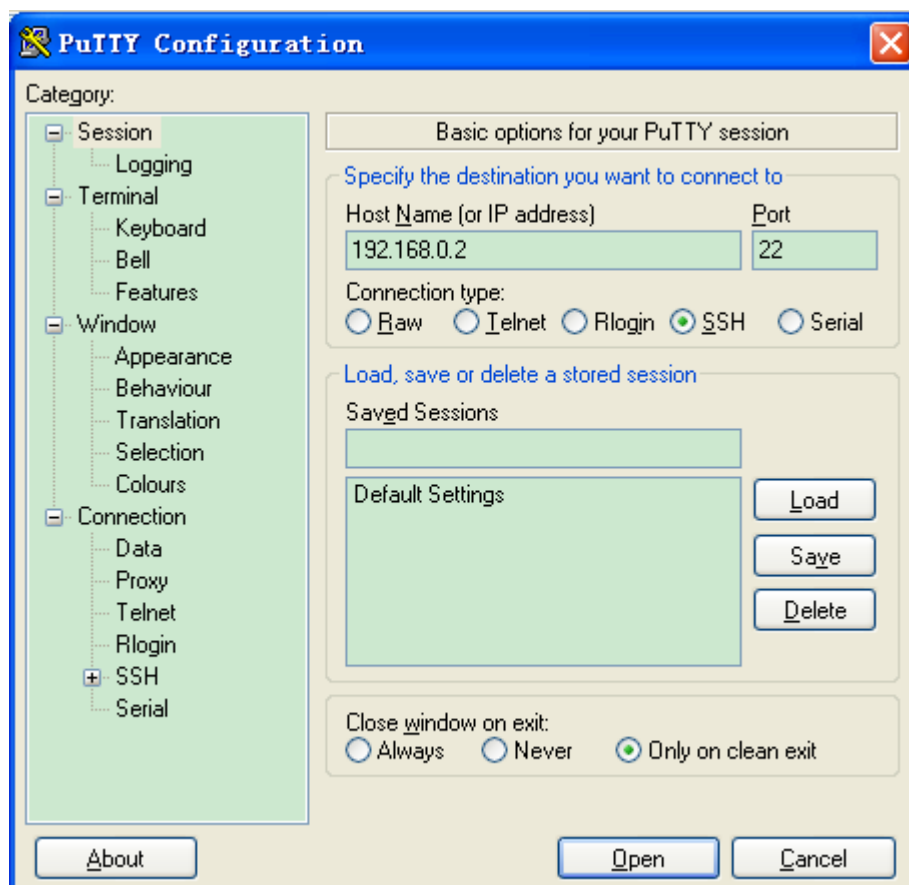 PuTTY Configuration
Category:
Session
Logging
Terminal
Keyboard
Bell
Features
Window
Appearance
Behaviour
Translation
Selection
Colours
Connection
Data
Proxy
Telnet
Rlogin
SSH
Serial
Basic options for your PuTTY session
Specify the destination you want to connect to
Host Name (or IP address) Port
192.168.0.2 22
Connection type:
Raw Telnet Rlogin SSH Serial
Load, save or delete a stored session
Saved Sessions
Default Settings
Load
Save
Delete
Close window on exit:
Always Never Only on clean exit
About Open Cancel